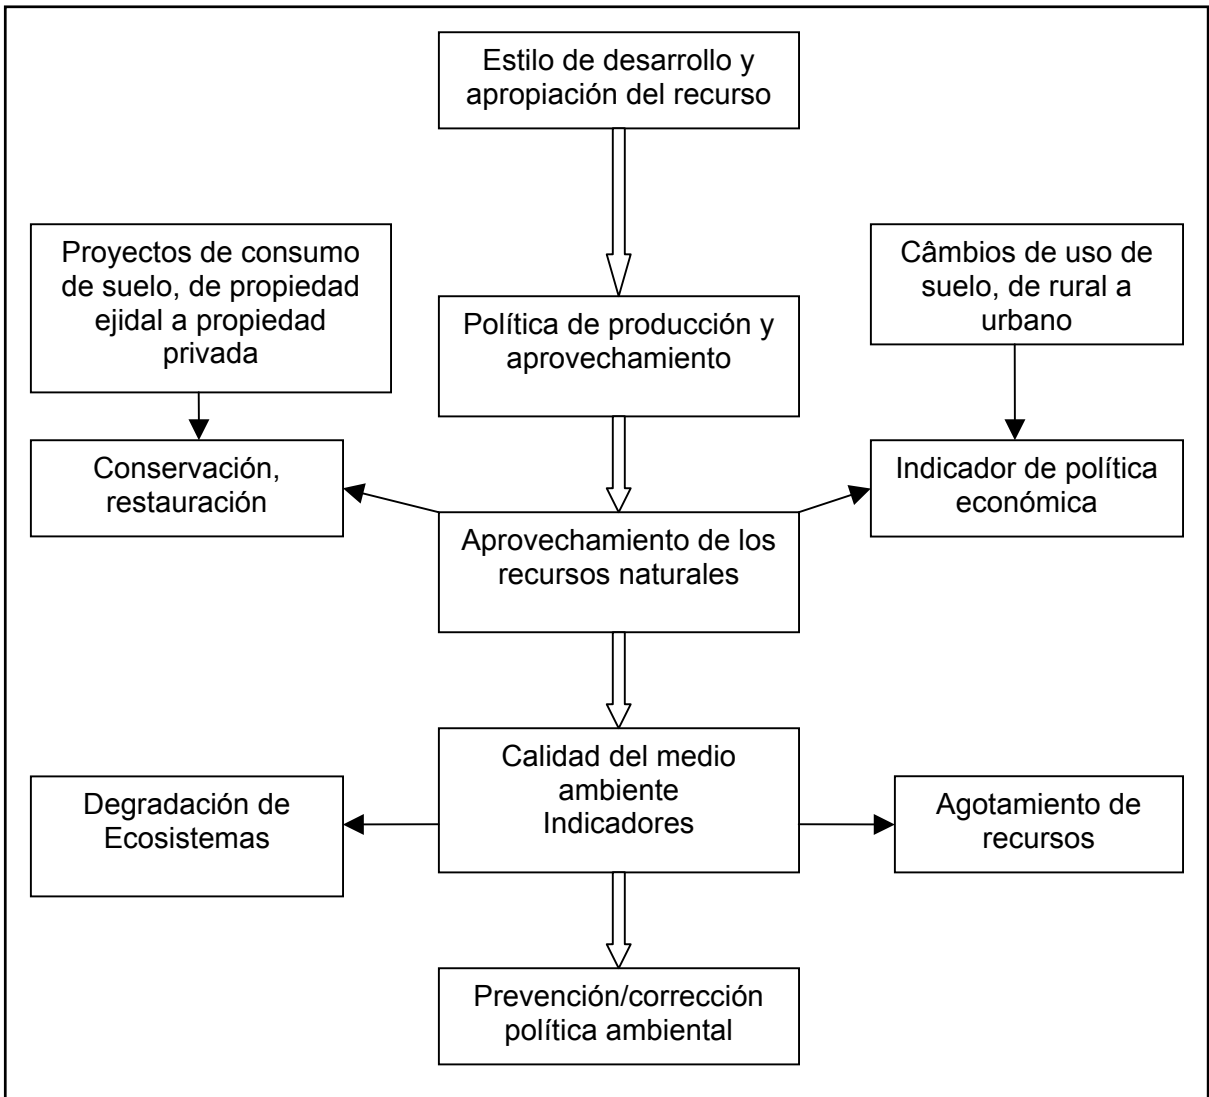 Estilo de desarrollo y
apropiación del recurso
Proyectos de consumo
de suelo, de propiedad
ejidal a propiedad
privada
Política de producción y
aprovechamiento
Câmbios de uso de
suelo, de rural a
urbano
Conservación,
restauración
Indicador de política
económica
Aprovechamiento de los
recursos naturales
Calidad del medio
ambiente
Indicadores
Degradación de
Ecosistemas
Agotamiento de
recursos
Prevención/corrección
política ambiental